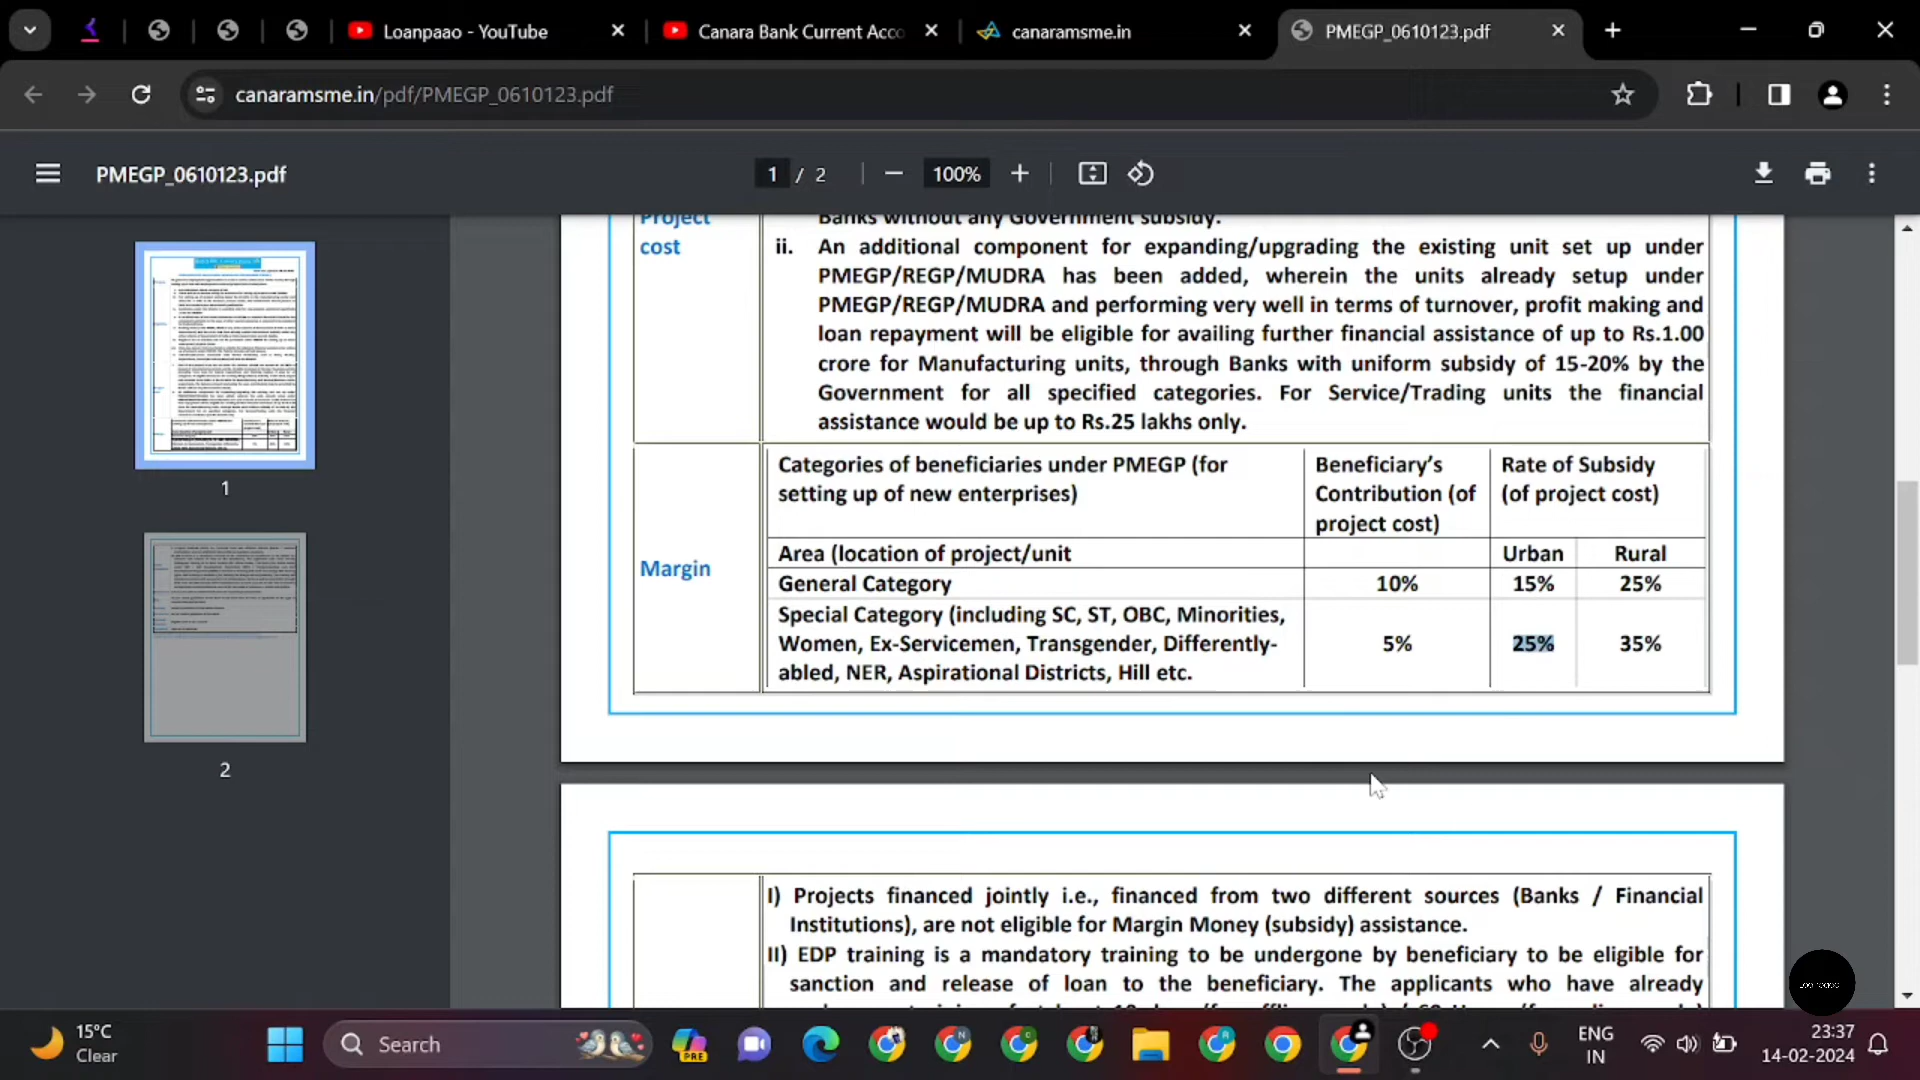 Loanpaao - YouTube
Canara Bank Current Acco
canaramsme.in
PMEGP_0610123.pdf
canaramsme.in/pdf/PMEGP_0610123.pdf
PMEGP_0610123.pdf
1 / 2
100%
Project
Banks without any Government subsidy.
cost
ii. An additional component for expanding/upgrading the existing unit set up under
PMEGP/REGP/MUDRA has been added, wherein the units already setup under
PMEGP/REGP/MUDRA and performing very well in terms of turnover, profit making and
loan repayment will be eligible for availing further financial assistance of up to Rs.1.00
crore for Manufacturing units, through Banks with uniform subsidy of 15-20% by the
Government for all specified categories. For Service/Trading units the financial
assistance would be up to Rs.25 lakhs only.
Margin
Categories of beneficiaries under PMEGP (for
setting up of new enterprises)
Beneficiary's
Contribution (of
project cost)
Rate of Subsidy
(of project cost)
Area (location of project/unit
Urban
Rural
General Category
10%
15%
25%
Special Category (including SC, ST, OBC, Minorities,
Women, Ex-Servicemen, Transgender, Differently-
abled, NER, Aspirational Districts, Hill etc.
5%
25%
35%
1
2
I) Projects financed jointly i.e., financed from two different sources (Banks / Financial
Institutions), are not eligible for Margin Money (subsidy) assistance.
II) EDP training is a mandatory training to be undergone by beneficiary to be eligible for
sanction and release of loan to the beneficiary. The applicants who have already
15°C
Clear
Search
PRE
ENG
IN
23:37
14-02-2024